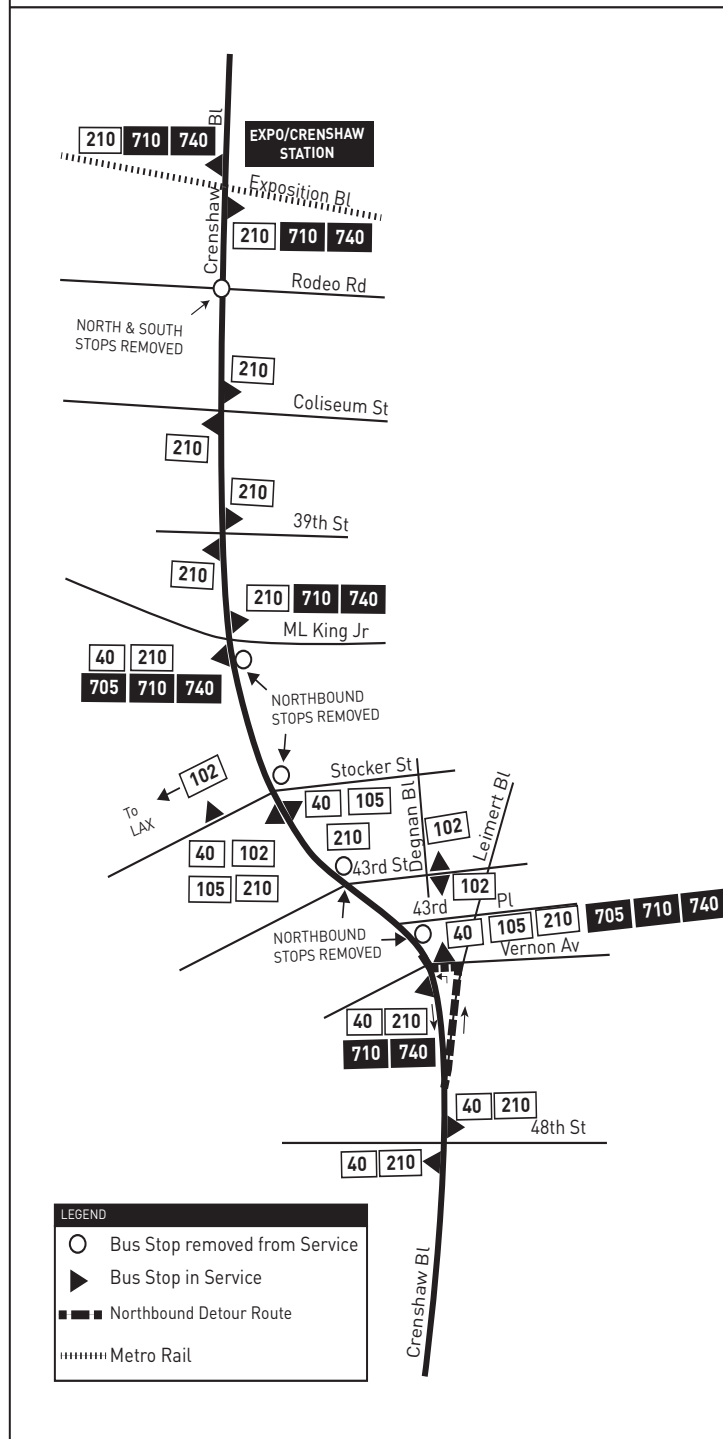 Crenshaw Bl
210 710 740
EXPO/CRENSHAW
STATION
Exposition Bl
210 710 740
Rodeo Rd
NORTH & SOUTH
STOPS REMOVED
210
Coliseum St
210
210
39th St
210
210 710 740
ML King Jr
40 210
705 710 740
NORTHBOUND
STOPS REMOVED
Stocker St
102
To
LAX
40 105
210
Degnan Bl
102
Leimert Bl
40 102
105 210
43rd St
102
43rd Pl
NORTHBOUND
STOPS REMOVED
40 105 210 705 710 740
Vernon Av
40 210
710 740
40 210
48th St
40 210
Crenshaw Bl
LEGEND
Bus Stop removed from Service
Bus Stop in Service
Northbound Detour Route
Metro Rail